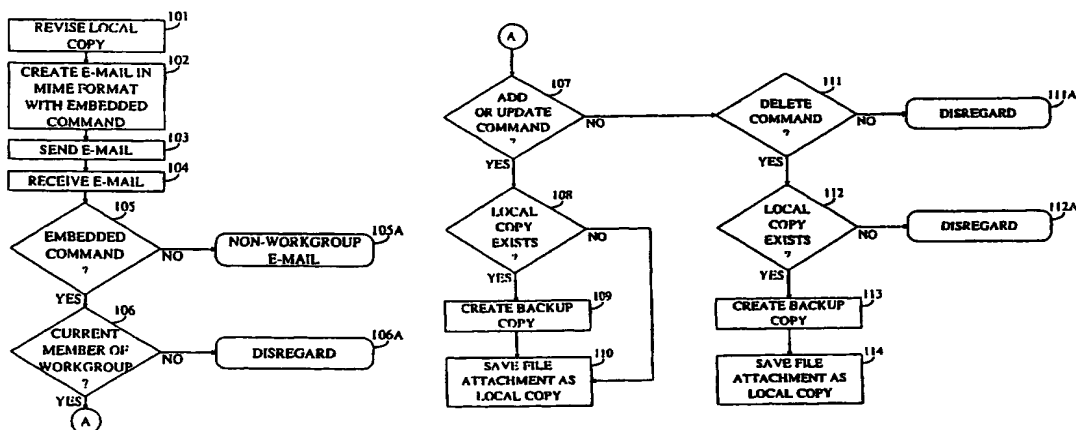 101
REVISE LOCAL
COPY
102
CREATE E-MAIL IN
MIME FORMAT
WITH EMBEDDED
COMMAND
103
SEND E-MAIL
104
RECEIVE E-MAIL
105
EMBEDDED
COMMAND
?
NO
105A
NON-WORKGROUP
E-MAIL
YES
106
CURRENT
MEMBER OF
WORKGROUP
?
NO
106A
DISREGARD
YES
A
A
107
ADD
OR UPDATE
COMMAND
?
NO
YES
108
LOCAL
COPY
EXISTS
?
NO
YES
109
CREATE BACKUP
COPY
110
SAVE FILE
ATTACHMENT AS
LOCAL COPY
111
DELETE
COMMAND
?
NO
111A
DISREGARD
YES
112
LOCAL
COPY
EXISTS
?
NO
112A
DISREGARD
YES
113
CREATE BACKUP
COPY
114
SAVE FILE
ATTACHMENT AS
LOCAL COPY